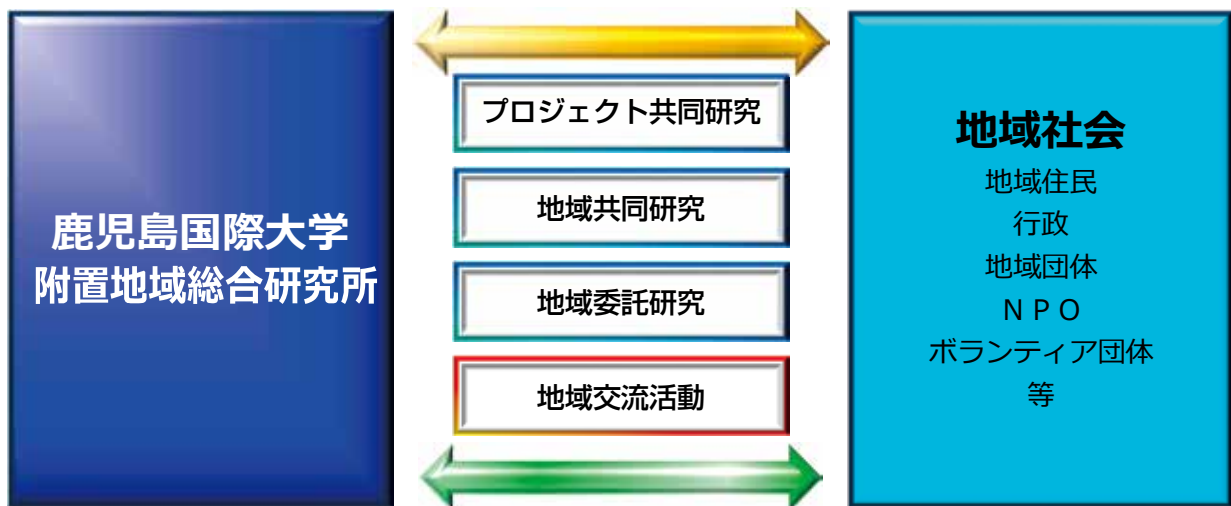 鹿児島国際大学
附置地域総合研究所
プロジェクト共同研究
地域共同研究
地域委託研究
地域交流活動
地域社会
地域住民
行政
地域団体
ＮＰＯ
ボランティア団体
等